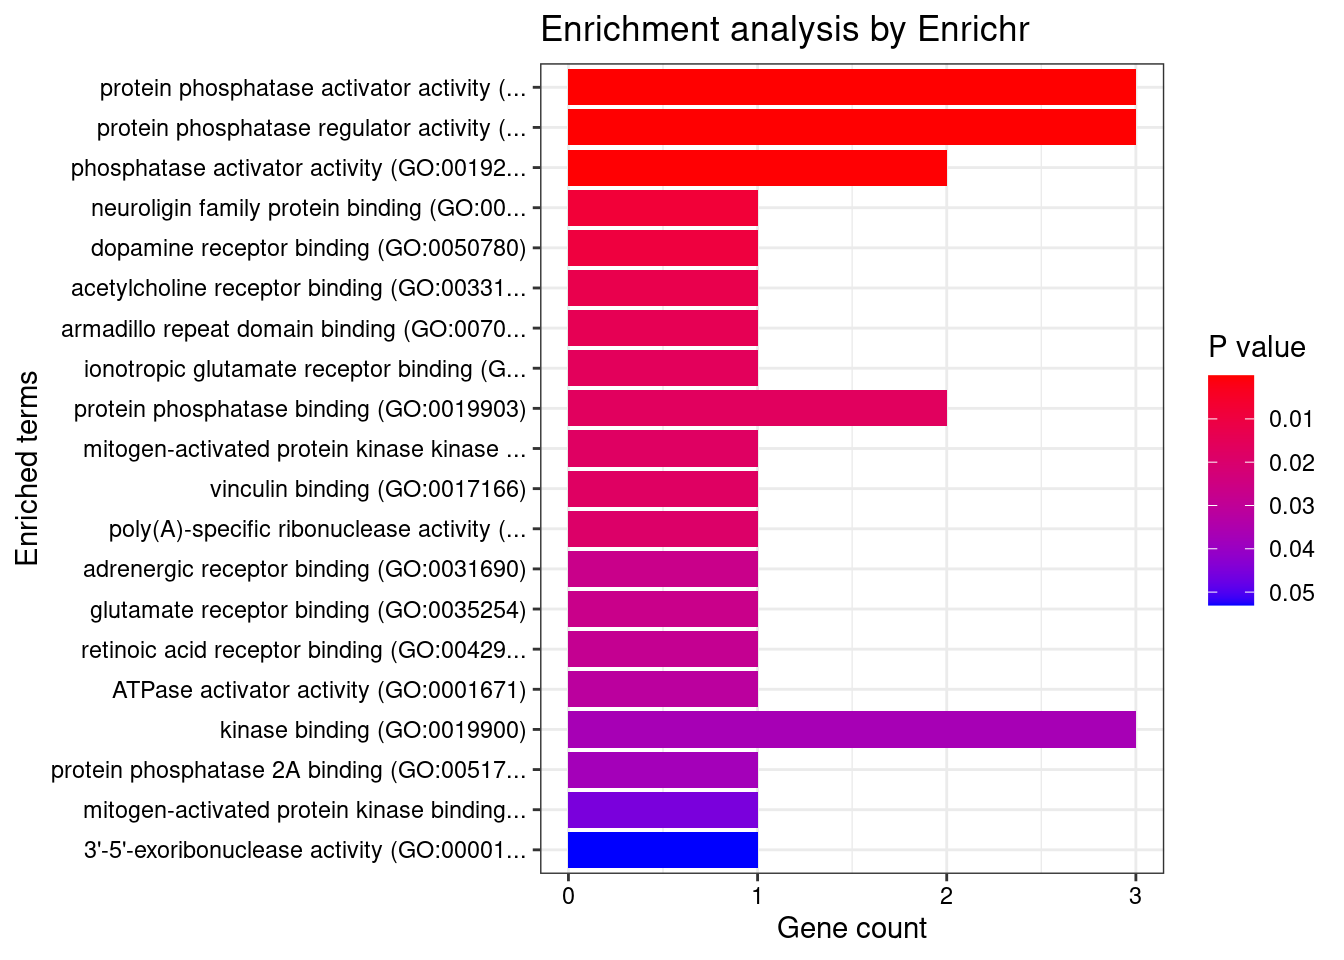 Enrichment analysis by Enrichr
protein phosphatase activator activity (...
protein phosphatase regulator activity (...
phosphatase activator activity (GO:00192...
neuroligin family protein binding (GO:00...
dopamine receptor binding (GO:0050780)
acetylcholine receptor binding (GO:00331...
armadillo repeat domain binding (GO:0070...
ionotropic glutamate receptor binding (G...
protein phosphatase binding (GO:0019903)
mitogen-activated protein kinase kinase ...
vinculin binding (GO:0017166)
poly(A)-specific ribonuclease activity (...
adrenergic receptor binding (GO:0031690)
glutamate receptor binding (GO:0035254)
retinoic acid receptor binding (GO:00429...
ATPase activator activity (GO:0001671)
kinase binding (GO:0019900)
protein phosphatase 2A binding (GO:00517...
mitogen-activated protein kinase binding...
3'-5'-exoribonuclease activity (GO:00001...
Enriched terms
0 1 2 3
Gene count
P value
0.01
0.02
0.03
0.04
0.05